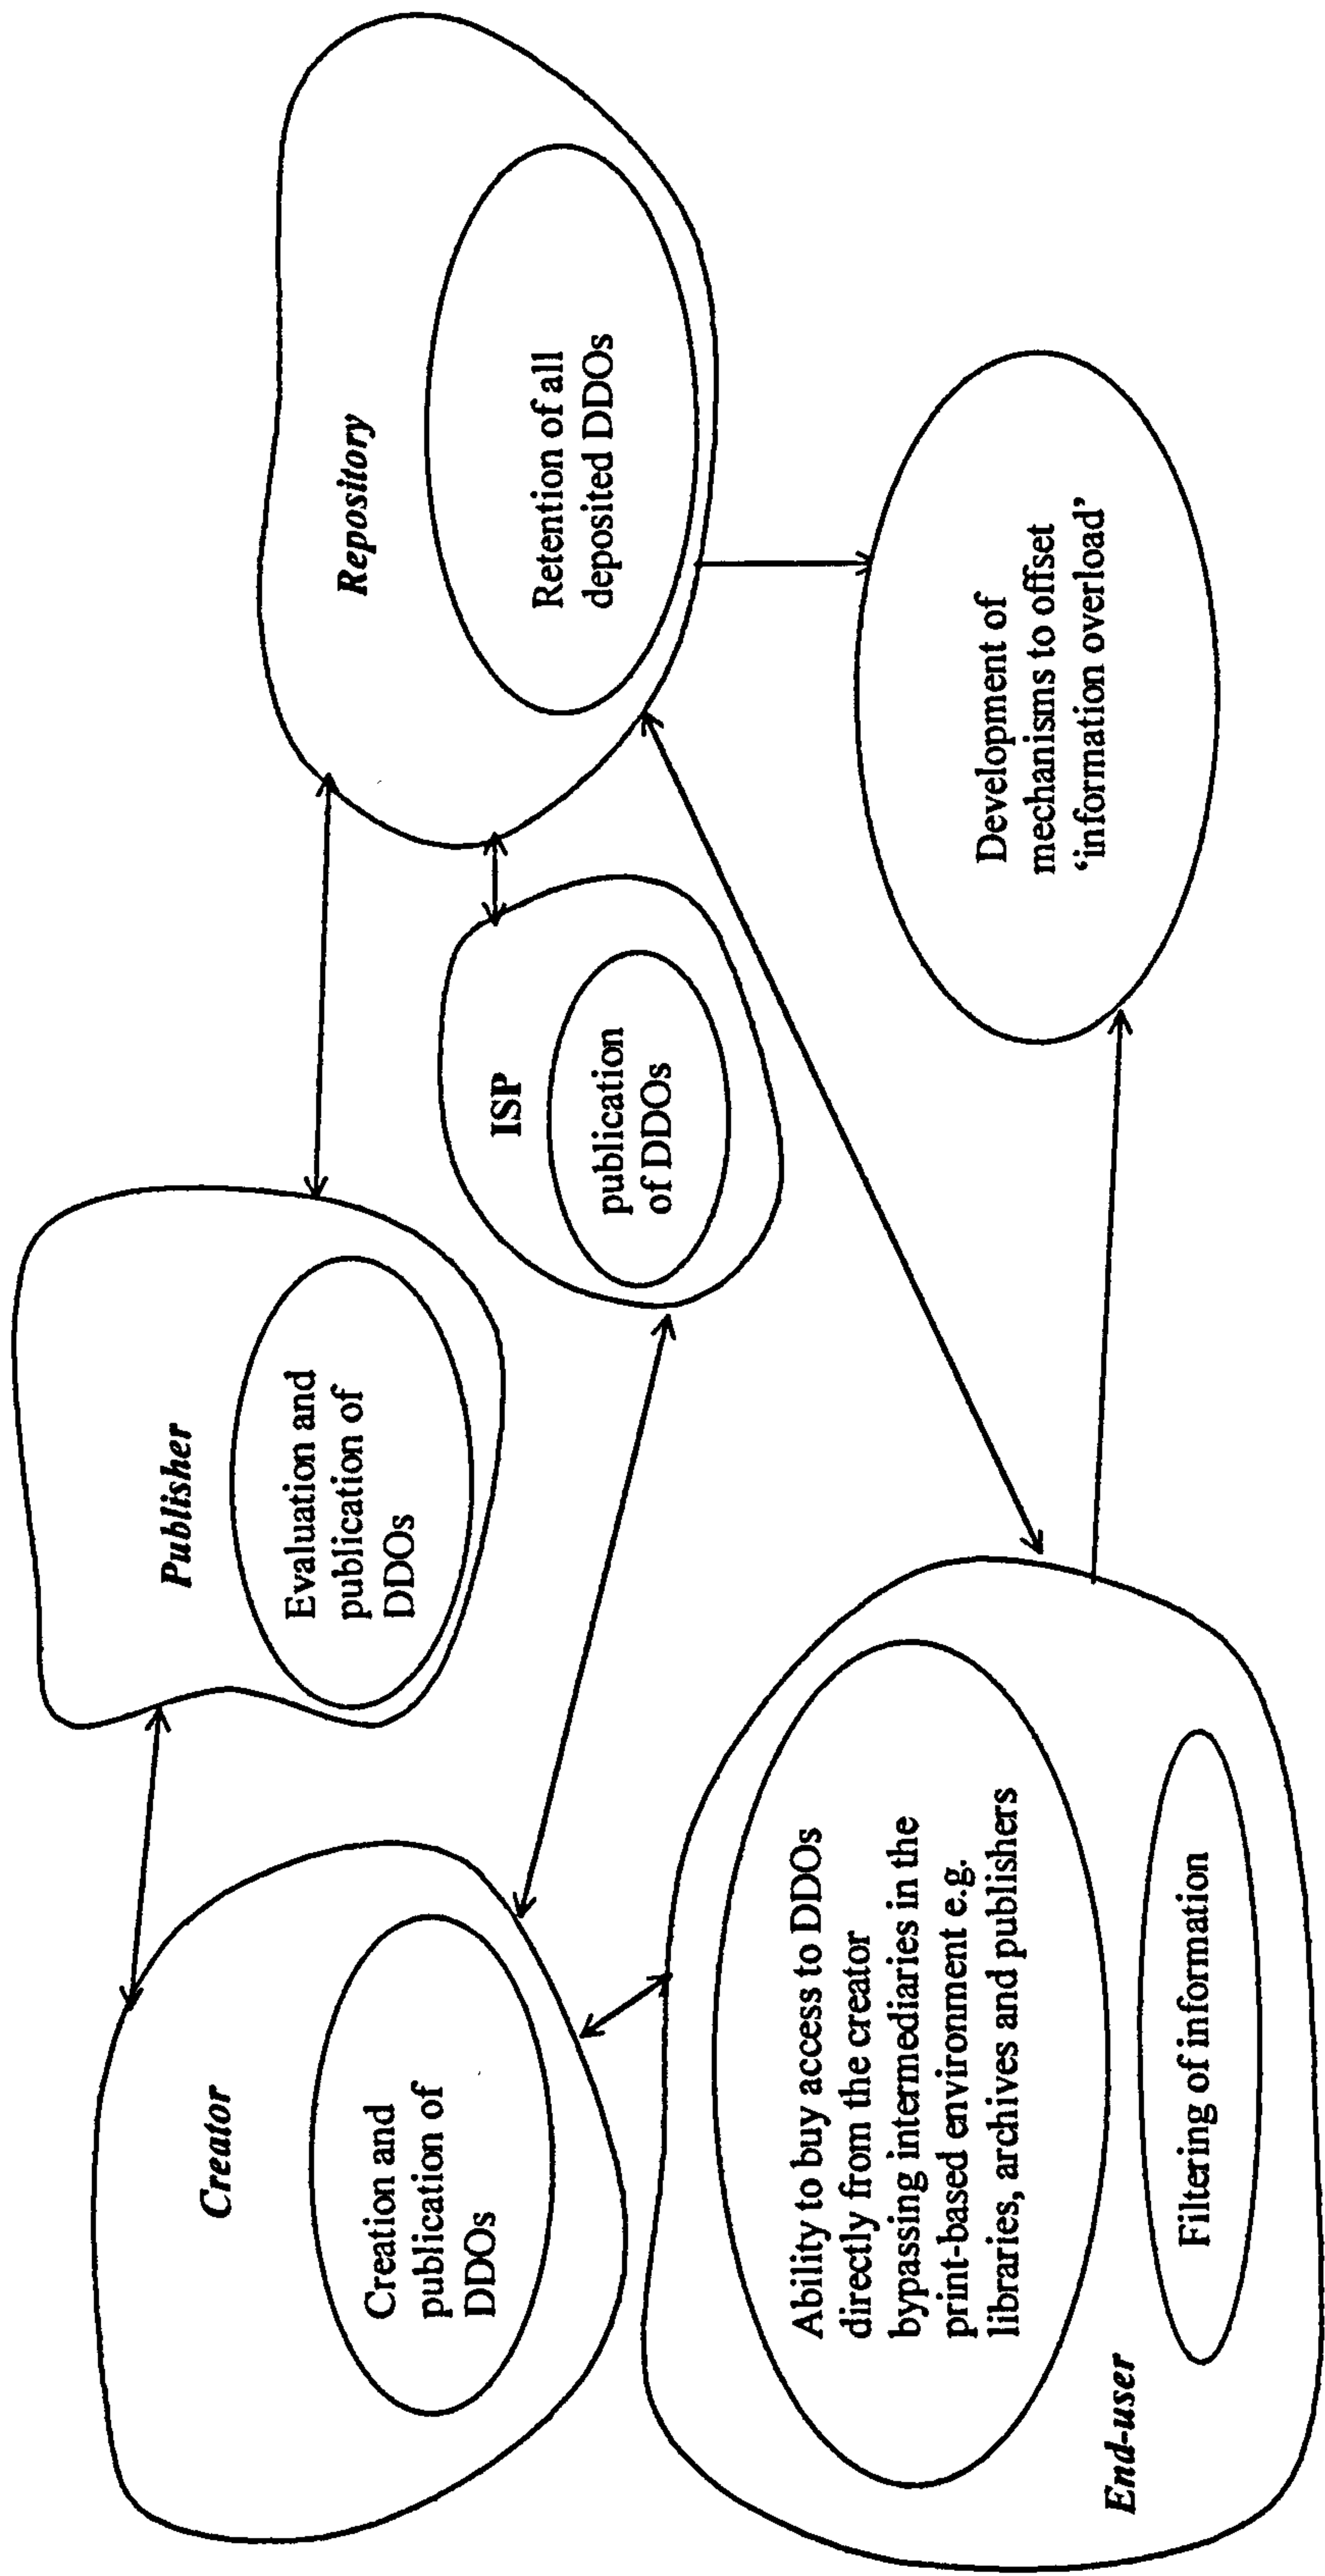 Publisher
Evaluation and
publication of
DDOs
Repository
Retention of all
deposited DDOs
Creator
Creation and
publication of
DDOs
ISP
publication
of DDOs
Ability to buy access to DDOs
directly from the creator
bypassing intermediaries in the
print-based environment e.g.
libraries, archives and publishers
End-user
Filtering of information
Development of
mechanisms to offset
‘information overload’